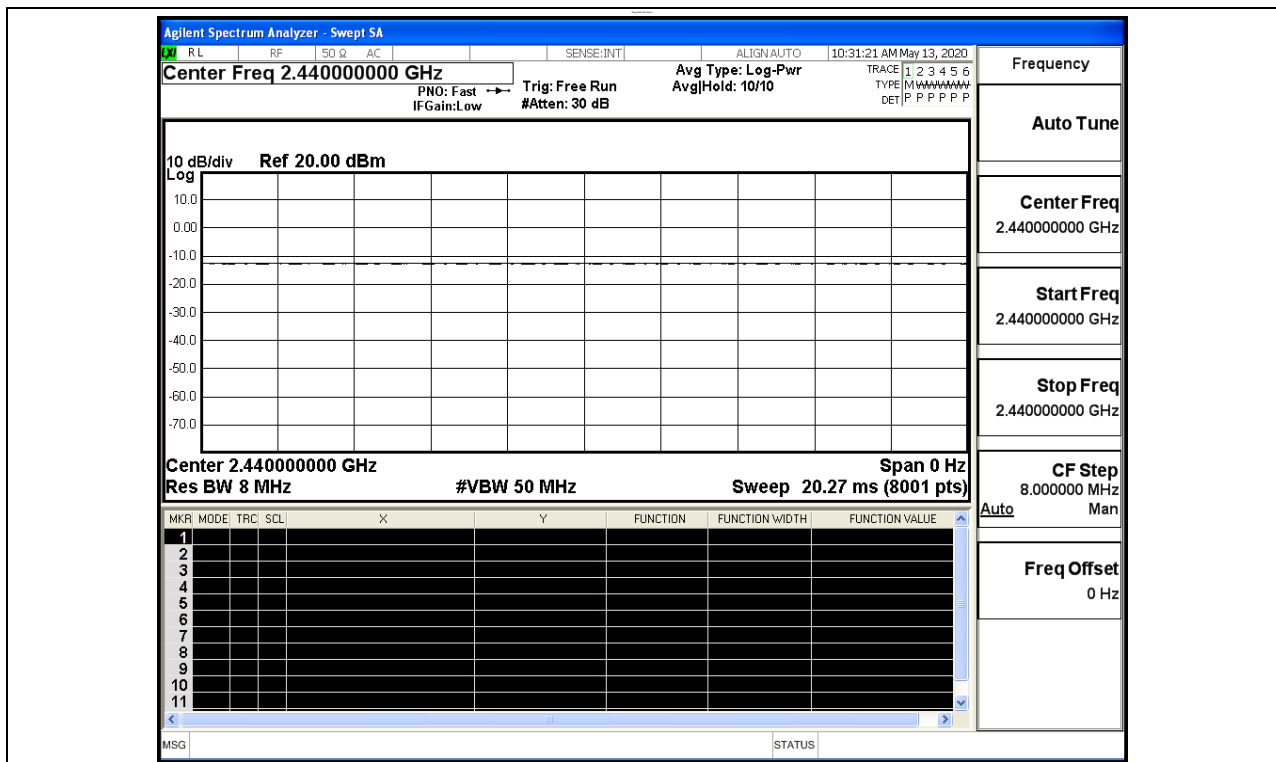 Agilent Spectrum Analyzer - Swept SA
LXI RL RF 50 Ω AC SENSE:INT ALIGN AUTO 10:31:21 AM May 13, 2020
Center Freq 2.440000000 GHz
PNO: Fast
IFGain:Low
Trig: Free Run
#Atten: 30 dB
Avg Type: Log-Pwr
Avg|Hold: 10/10
TRACE 1 2 3 4 5 6
TYPE M W W W W W
DET P P P P P P
10 dB/div Ref 20.00 dBm
Log
10.0
0.00
-10.0
-20.0
-30.0
-40.0
-50.0
-60.0
-70.0
Center 2.440000000 GHz Span 0 Hz
Res BW 8 MHz #VBW 50 MHz Sweep 20.27 ms (8001 pts)
MKR MODE TRC SCL X Y FUNCTION FUNCTION WIDTH FUNCTION VALUE
1
2
3
4
5
6
7
8
9
10
11
MSG STATUS
Frequency
Auto Tune
Center Freq
2.440000000 GHz
Start Freq
2.440000000 GHz
Stop Freq
2.440000000 GHz
CF Step
8.000000 MHz
Auto Man
Freq Offset
0 Hz